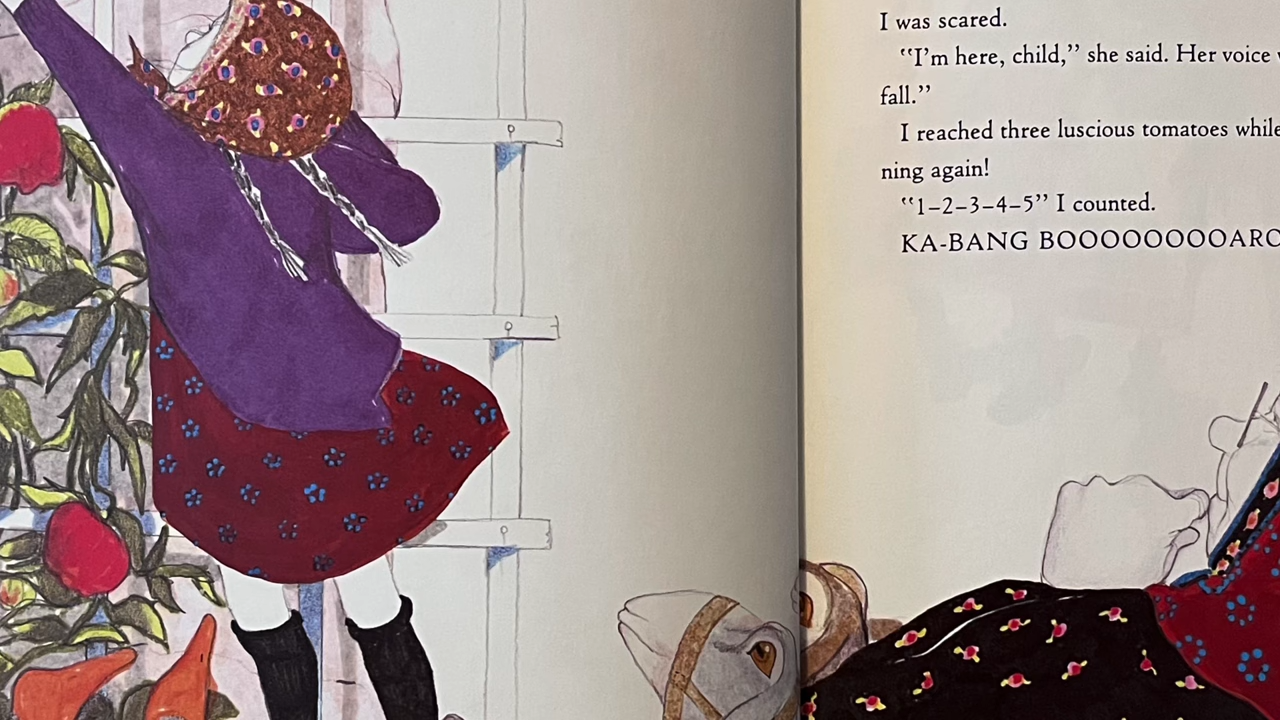 I was scared.
“I’m here, child,” she said. Her voice
fall.”
I reached three luscious tomatoes while
ning again!
“1–2–3–4–5” I counted.
KA-BANG BOOOOOOOOARO